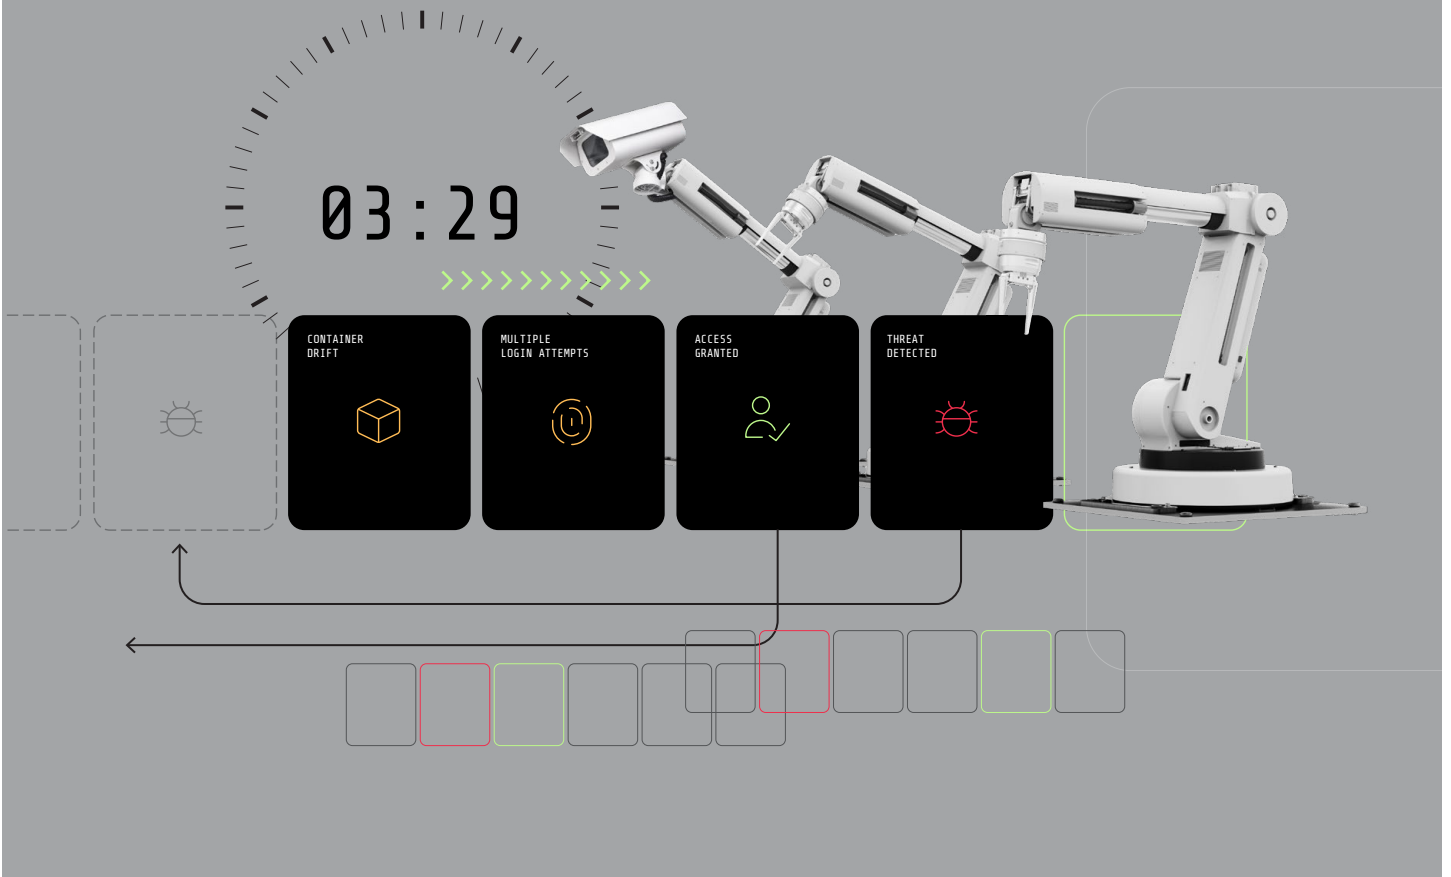 03:29
CONTAINER
DRIFT
MULTIPLE
LOGIN ATTEMPTS
ACCESS
GRANTED
THREAT
DETECTED